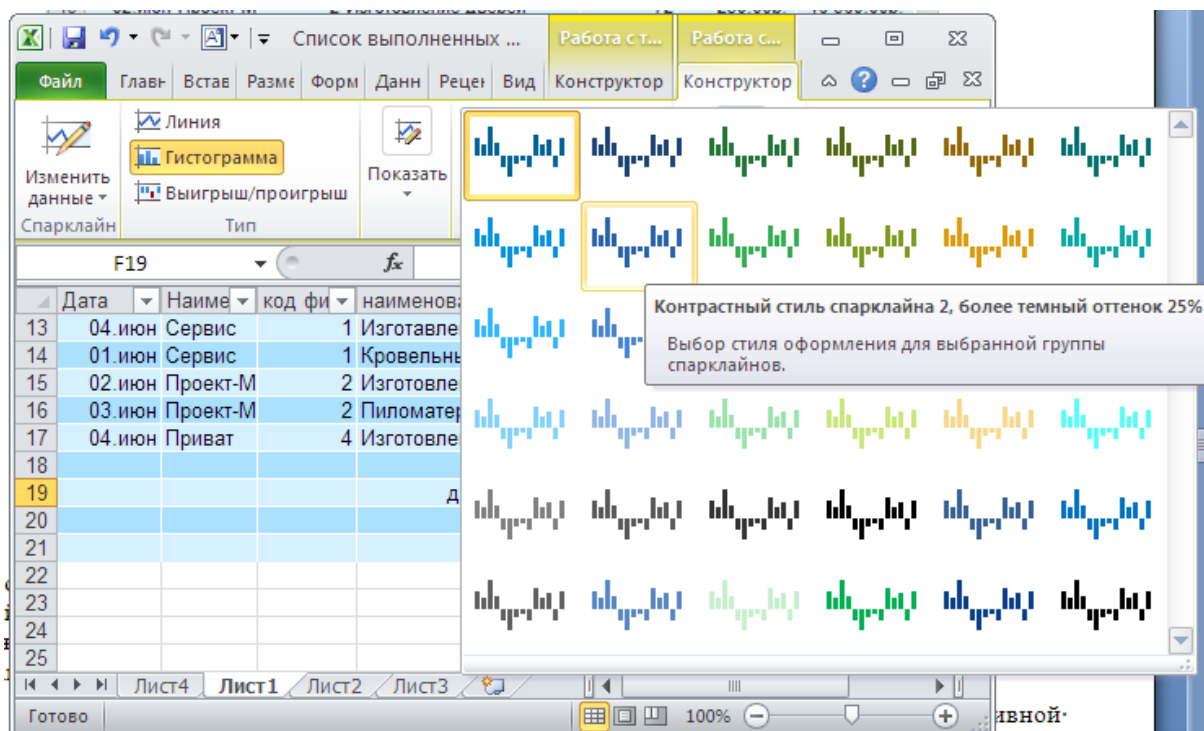 Список выполненных ... Работа с т... Работа с...
Файл Главн Встав Разме Форм Данн Рецен Вид Конструктор Конструктор
Линия
Гистограмма
Выигрыш/проигрыш
Изменить данные
Показать
Спарклайн Тип
F19 fx
Дата Наиме код фи наименова
13 04.июн Сервис 1 Изготавле
14 01.июн Сервис 1 Кровельны
15 02.июн Проект-М 2 Изготовле
16 03.июн Проект-М 2 Пиломатер
17 04.июн Приват 4 Изготовле
18
19 д
20
21
22
23
24
25
Контрастный стиль спарклайна 2, более темный оттенок 25%
Выбор стиля оформления для выбранной группы
спарклайнов.
Лист4 Лист1 Лист2 Лист3
Готово 100%
ивной·